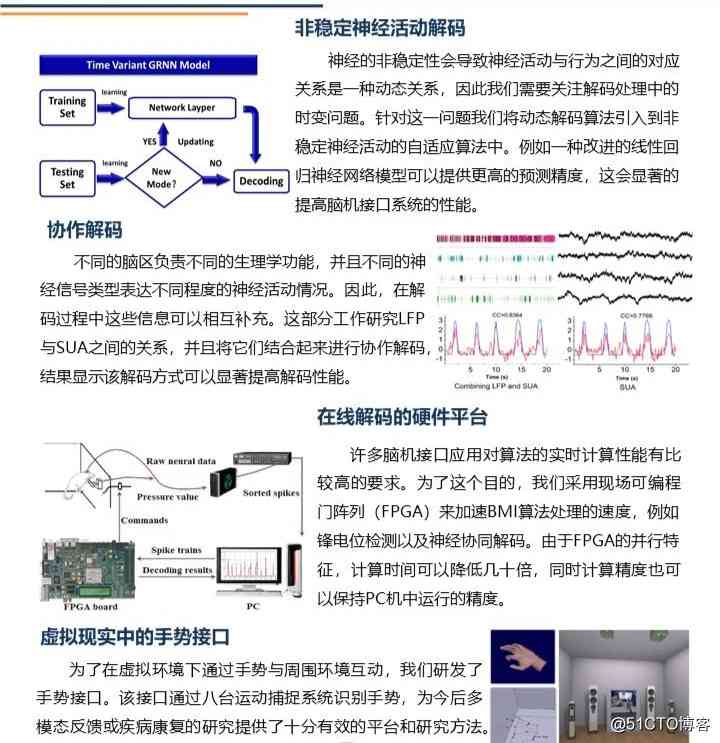 非稳定神经活动解码
Time Variant GRNN Model
Training
Set
learning
Network Layper
YES
Updating
Testing
Set
learning
New
Mode?
NO
Decoding
神经的非稳定性会导致神经活动与行为之间的对应
关系是一种动态关系，因此我们需要关注解码处理中的
时变问题。针对这一问题我们将动态解码算法引入到非
稳定神经活动的自适应算法中。例如一种改进的线性回
归神经网络模型可以提供更高的预测精度，这会显著的
提高脑机接口系统的性能。
协作解码
不同的脑区负责不同的生理学功能，并且不同的神
经信号类型表达不同程度的神经活动情况。因此，在解
码过程中这些信息可以相互补充。这部分工作研究LFP
与SUA之间的关系，并且将它们结合起来进行协作解码，
结果显示该解码方式可以显著提高解码性能。
CC=0.8364
CC=0.7766
3
2
1
0
5 10 15 20
Time (s)
Combining LFP and SUA
3
2
1
0
5 10 15 20
Time (s)
SUA
在线解码的硬件平台
Raw neural data
Pressure value
Sorted spikes
Commands
Spike trains
Decoding results
FPGA board
PC
许多脑机接口应用对算法的实时计算性能有比
较高的要求。为了这个目的，我们采用现场可编程
门阵列（FPGA）来加速BMI算法处理的速度，例如
锋电位检测以及神经协同解码。由于FPGA的并行特
征，计算时间可以降低几十倍，同时计算精度也可
以保持PC机中运行的精度。
虚拟现实中的手势接口
为了在虚拟环境下通过手势与周围环境互动，我们研发了
手势接口。该接口通过八台运动捕捉系统识别手势，为今后多
模态反馈或疾病康复的研究提供了十分有效的平台和研究方法。
@51CTO博客